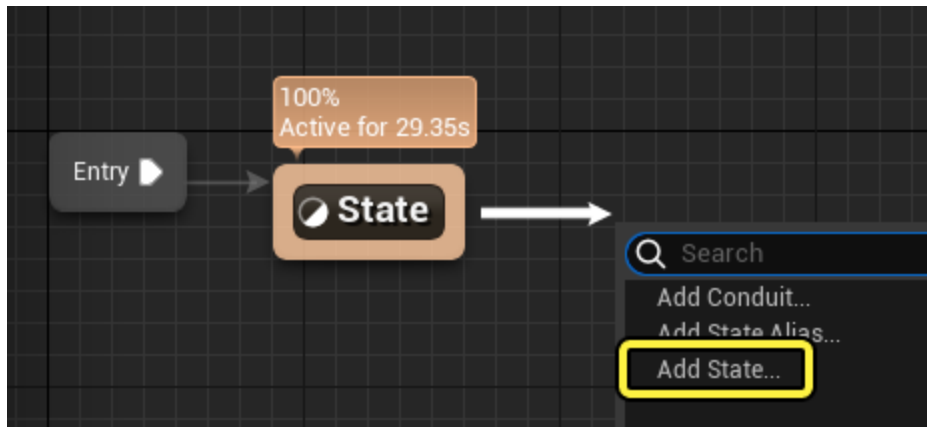 100%
Active for 29.35s
Entry
State
Search
Add Conduit...
Add State Alias...
Add State...